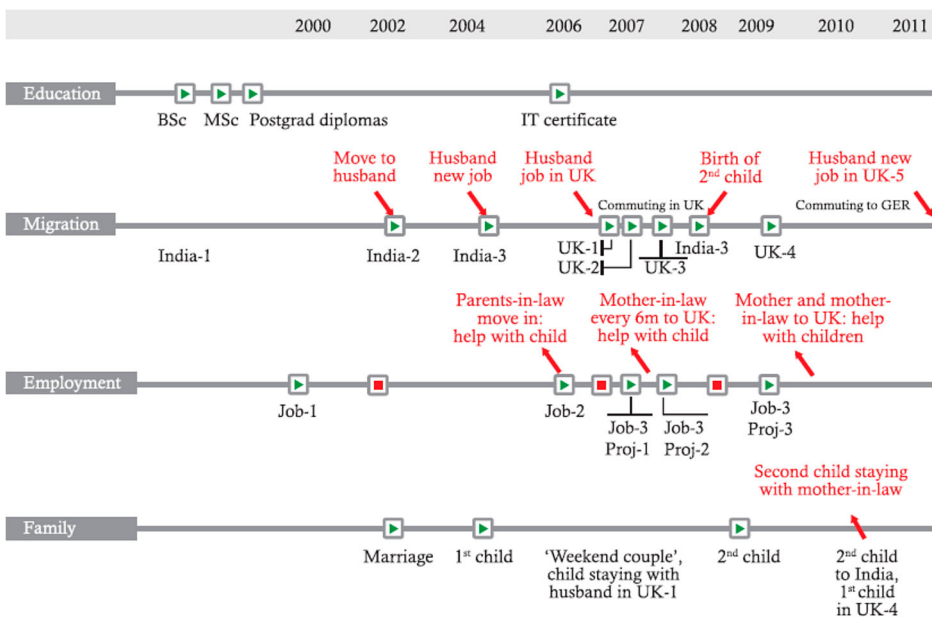 2000 2002 2004 2006 2007 2008 2009 2010 2011
Education
BSc MSc Postgrad diplomas IT certificate
Move to
husband
Husband
new job
Husband
job in UK
Birth of
2nd child
Husband new
job in UK-5
Commuting in UK
Commuting to GER
Migration
India-1
India-2
India-3
UK-1
UK-2
UK-3
India-3
UK-4
Parents-in-law
move in:
help with child
Mother-in-law
every 6m to UK:
help with child
Mother and mother-
in-law to UK: help
with children
Employment
Job-1
Job-2
Job-3
Proj-1
Job-3
Proj-2
Job-3
Proj-3
Second child staying
with mother-in-law
Family
Marriage
1st child
'Weekend couple',
child staying with
husband in UK-1
2nd child
2nd child
to India,
1st child
in UK-4